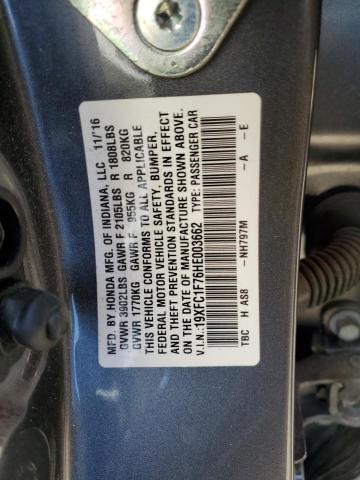 MFD. BY HONDA MFG. OF INDIANA, LLC 11/16
GVWR 3902LBS GAWR F 2105LBS R 1808LBS
GVWR 1770KG GAWR F 955KG R 820KG
THIS VEHICLE CONFORMS TO ALL APPLICABLE
FEDERAL MOTOR VEHICLE SAFETY, BUMPER,
AND THEFT PREVENTION STANDARDS IN EFFECT
ON THE DATE OF MANUFACTURE SHOWN ABOVE.
V.I.N.:19XFC1F76HE003662 TYPE: PASSENGER CAR
TBC H AS8 -NH797M -A -E